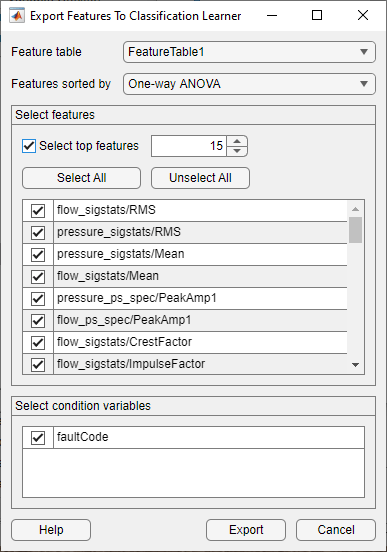 Export Features To Classification Learner
Feature table FeatureTable1
Features sorted by One-way ANOVA
Select features
Select top features 15
Select All Unselect All
flow_sigstats/RMS
pressure_sigstats/RMS
pressure_sigstats/Mean
flow_sigstats/Mean
pressure_ps_spec/PeakAmp1
flow_ps_spec/PeakAmp1
flow_sigstats/CrestFactor
flow_sigstats/ImpulseFactor
Select condition variables
faultCode
Help Export Cancel